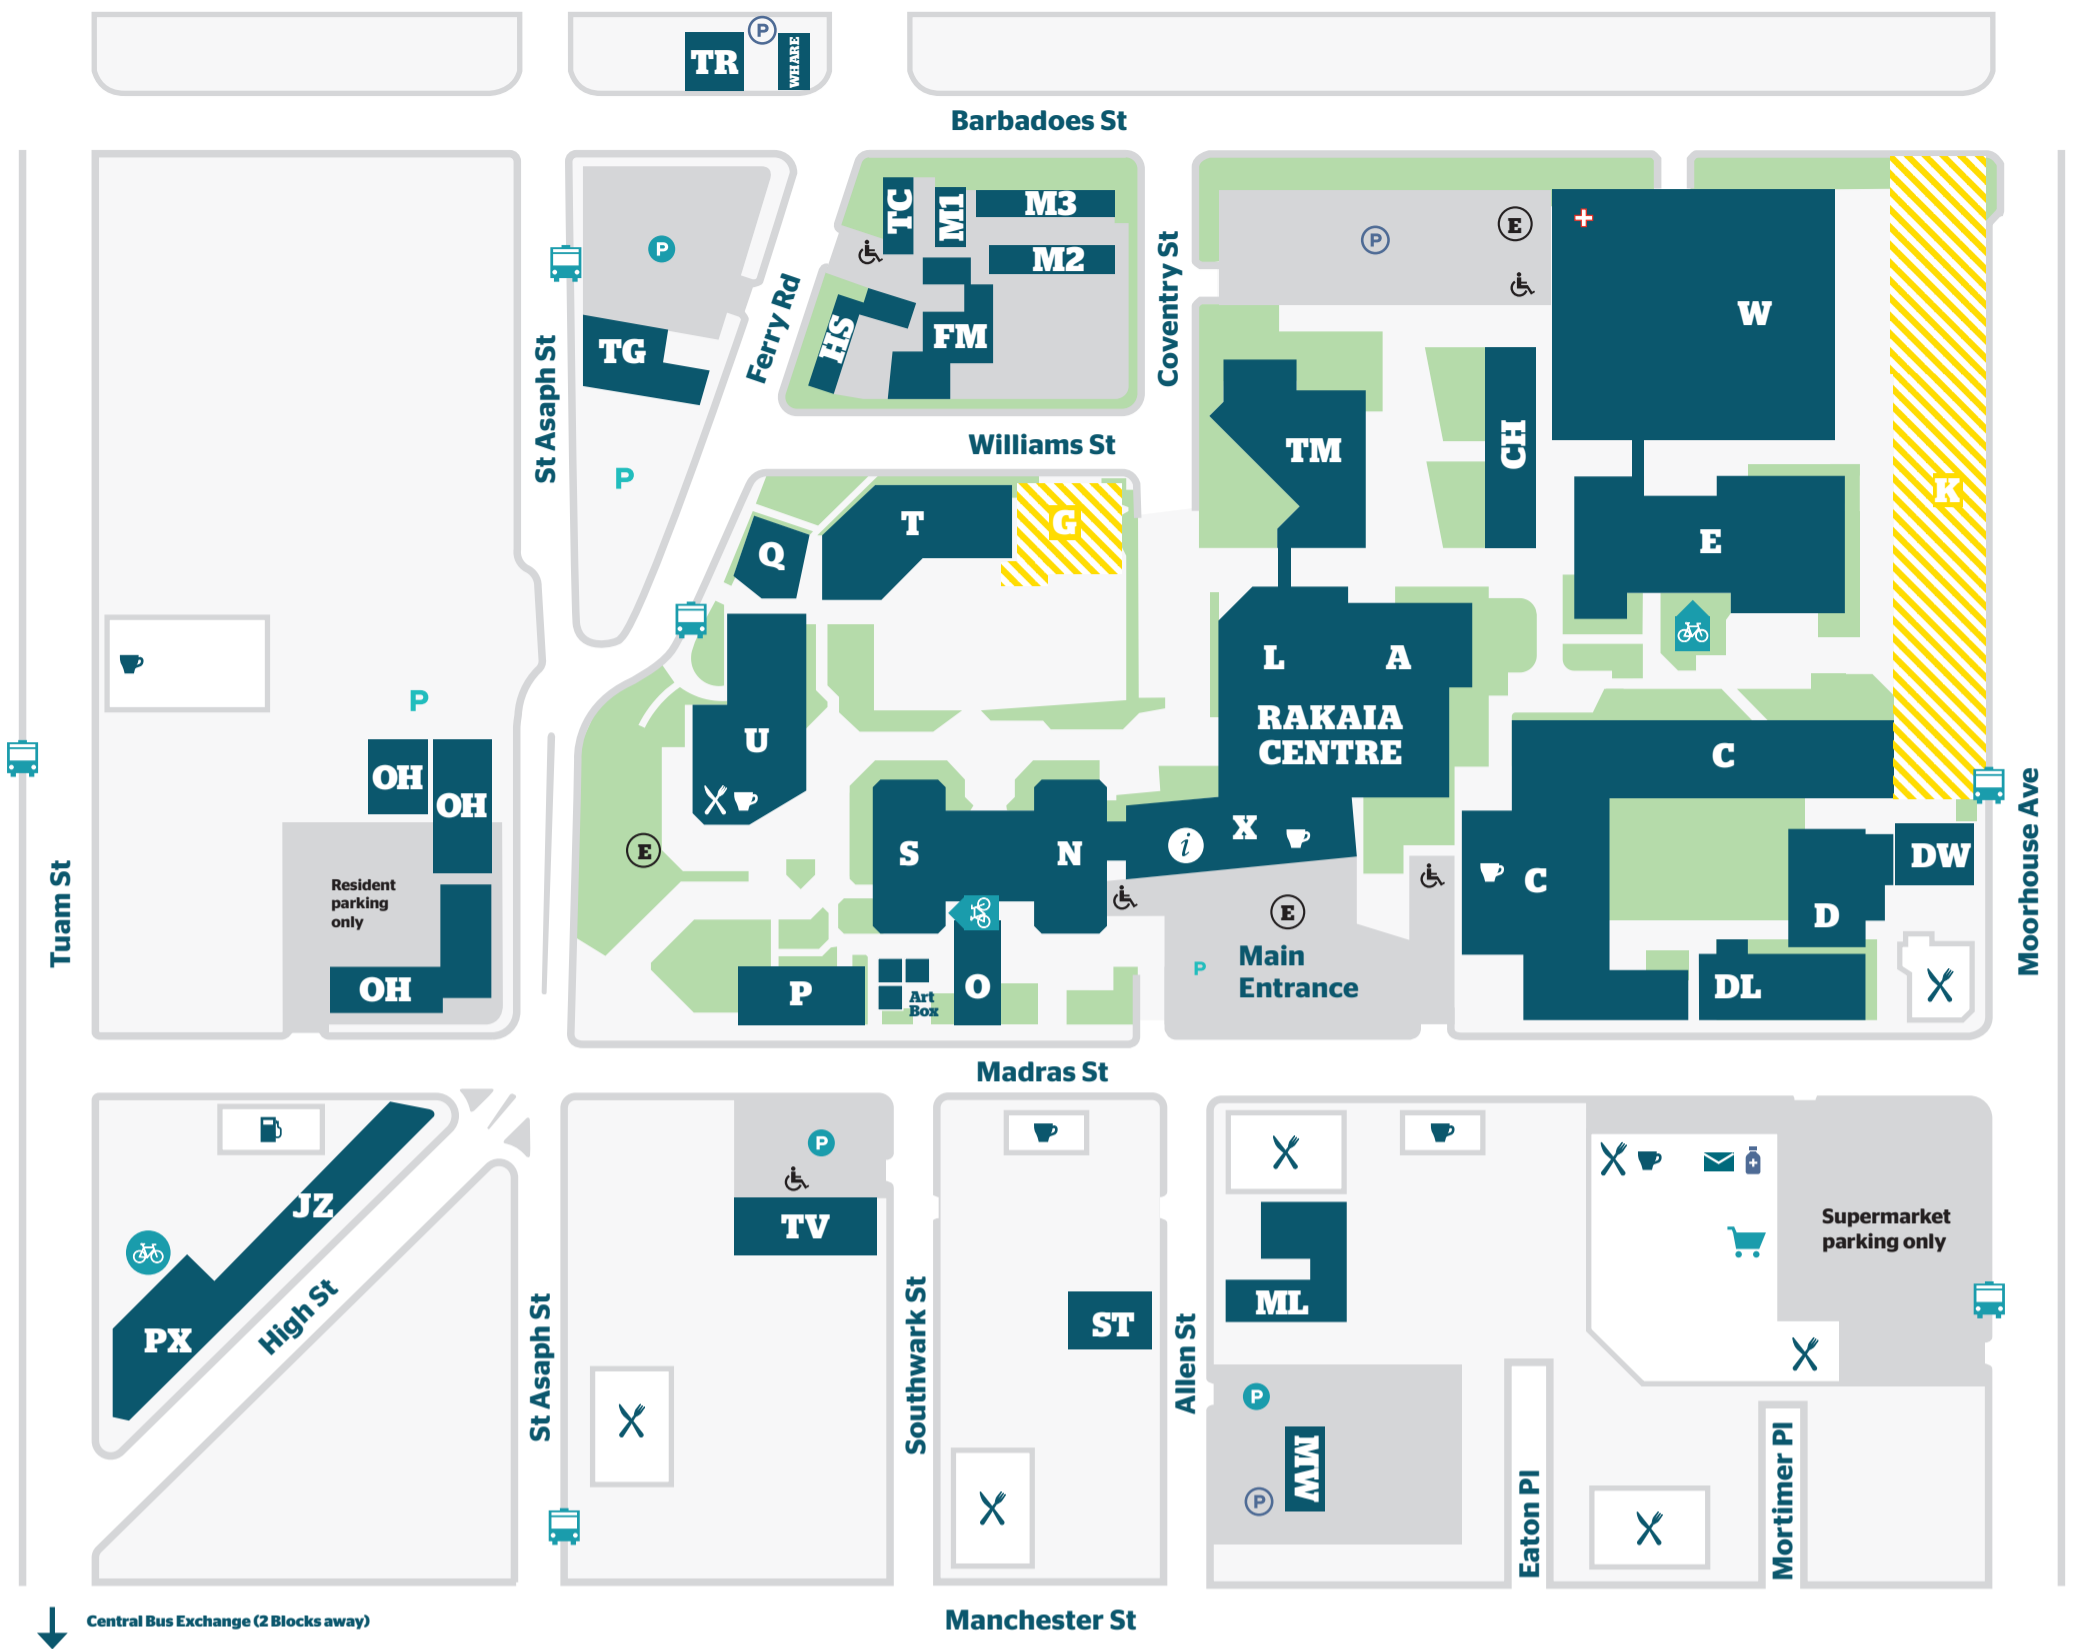 TR
P
WHARE
Barbadoes St
TC
M1
M3
M2
P
E
P
W
HS
FM
TG
St Asaph St
Ferry Rd
Coventry St
Williams St
TM
CH
P
K
T
G
Q
E
L
A
RAKAIA
CENTRE
P
U
C
OH
OH
Moorhouse Ave
X
i
S
N
E
DW
C
D
Tuam St
Resident
parking
only
E
Main
Entrance
P
OH
P
Art
Box
O
DL
Madras St
P
JZ
TV
PX
High St
St Asaph St
Southwark St
ST
Allen St
ML
Supermarket
parking only
P
MW
P
Eaton Pl
Mortimer Pl
Central Bus Exchange (2 Blocks away)
Manchester St